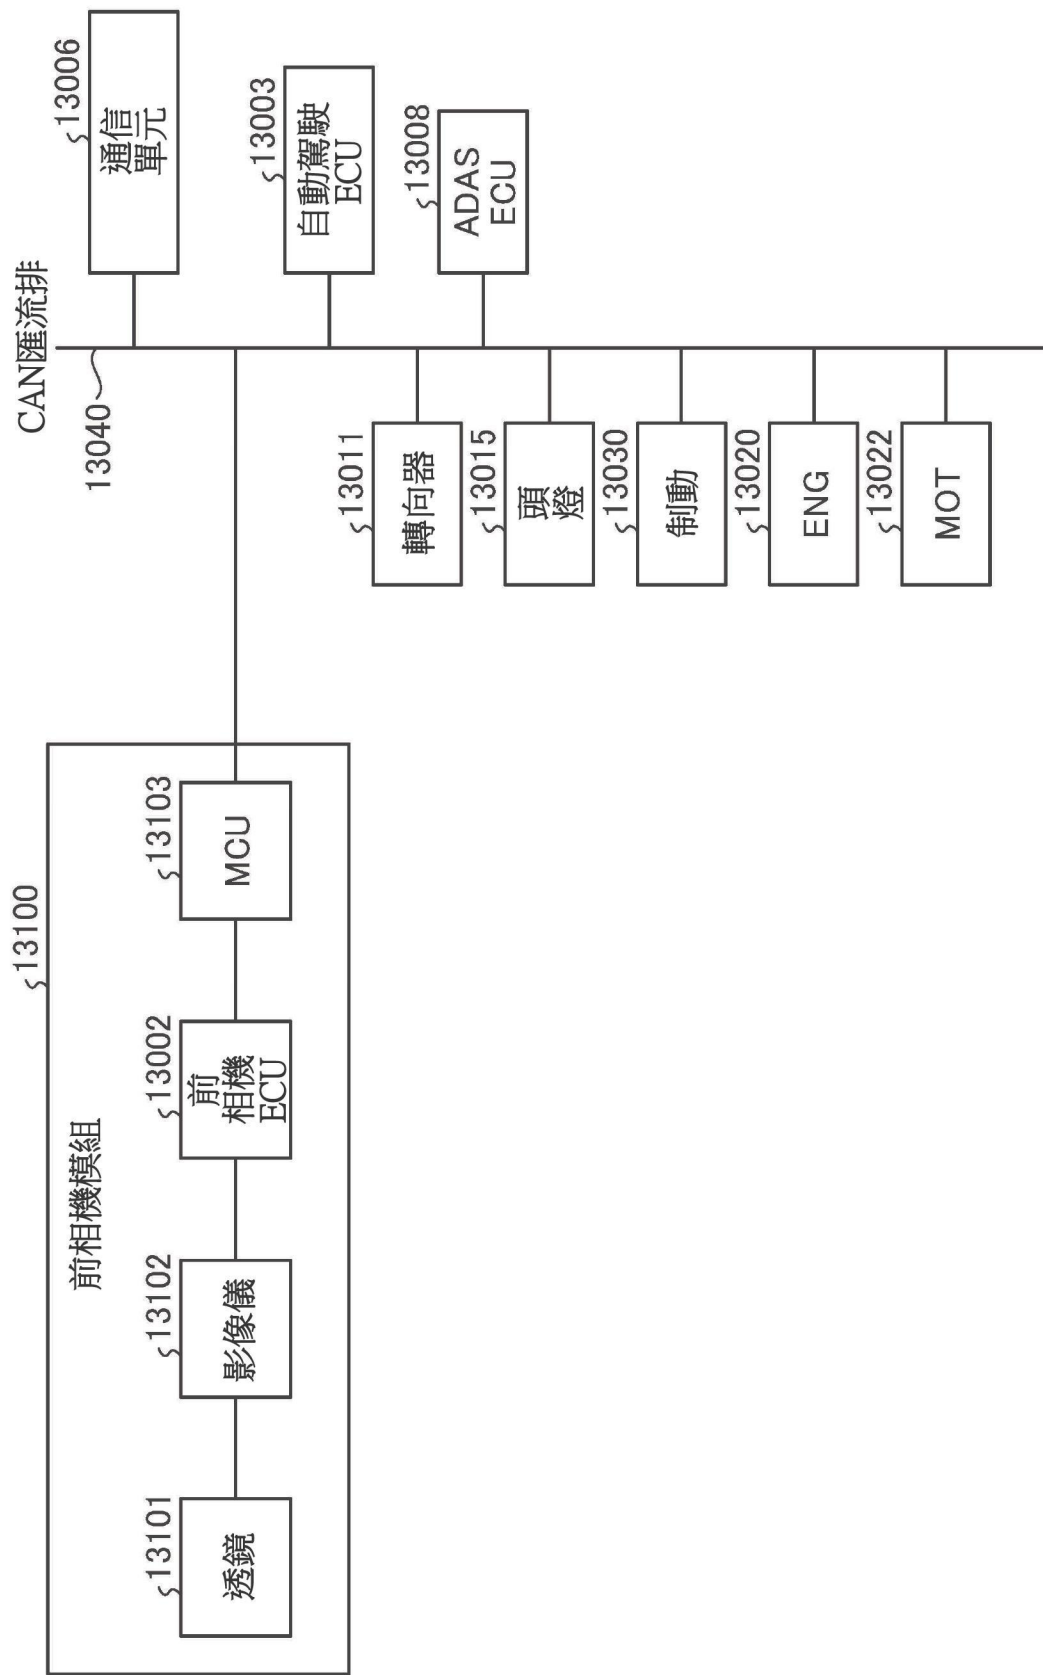 13100
前相機模組
13101
透鏡
13102
影像儀
13002
前
相機
ECU
13103
MCU
CAN匯流排
13040
13006
通信
單元
13003
自動駕駛
ECU
13008
ADAS
ECU
13011
轉向器
13015
頭
燈
13030
制動
13020
ENG
13022
MOT